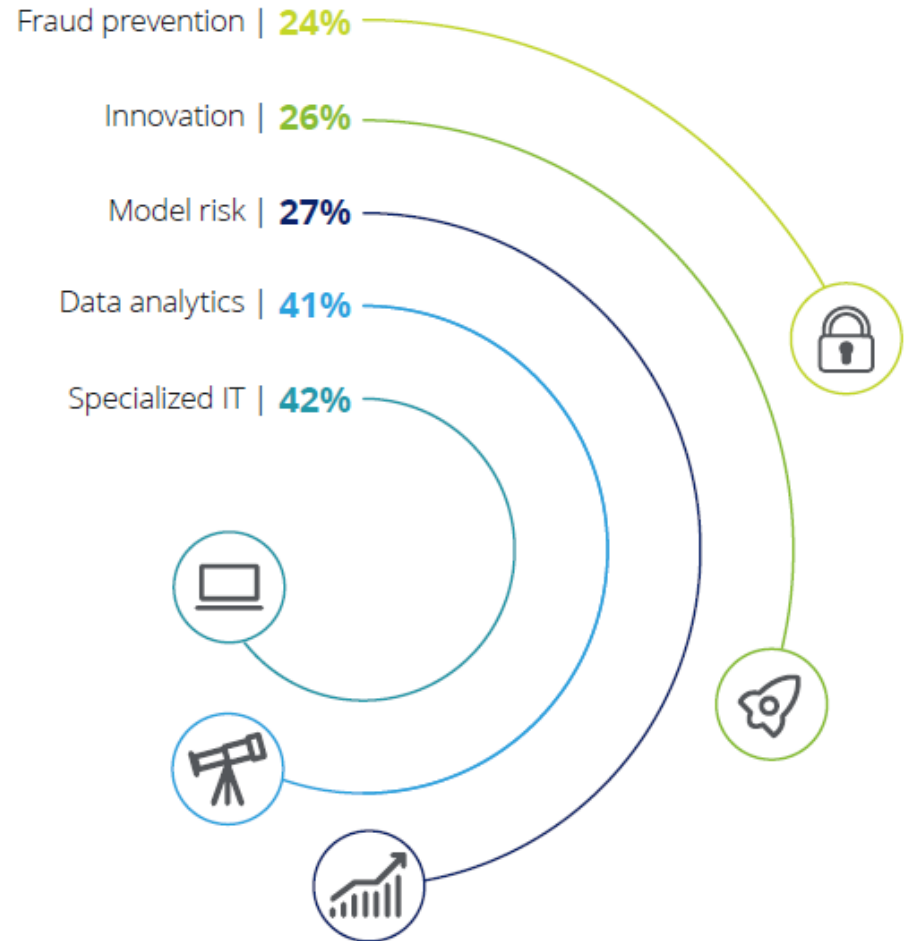 Fraud prevention | 24%
Innovation | 26%
Model risk | 27%
Data analytics | 41%
Specialized IT | 42%